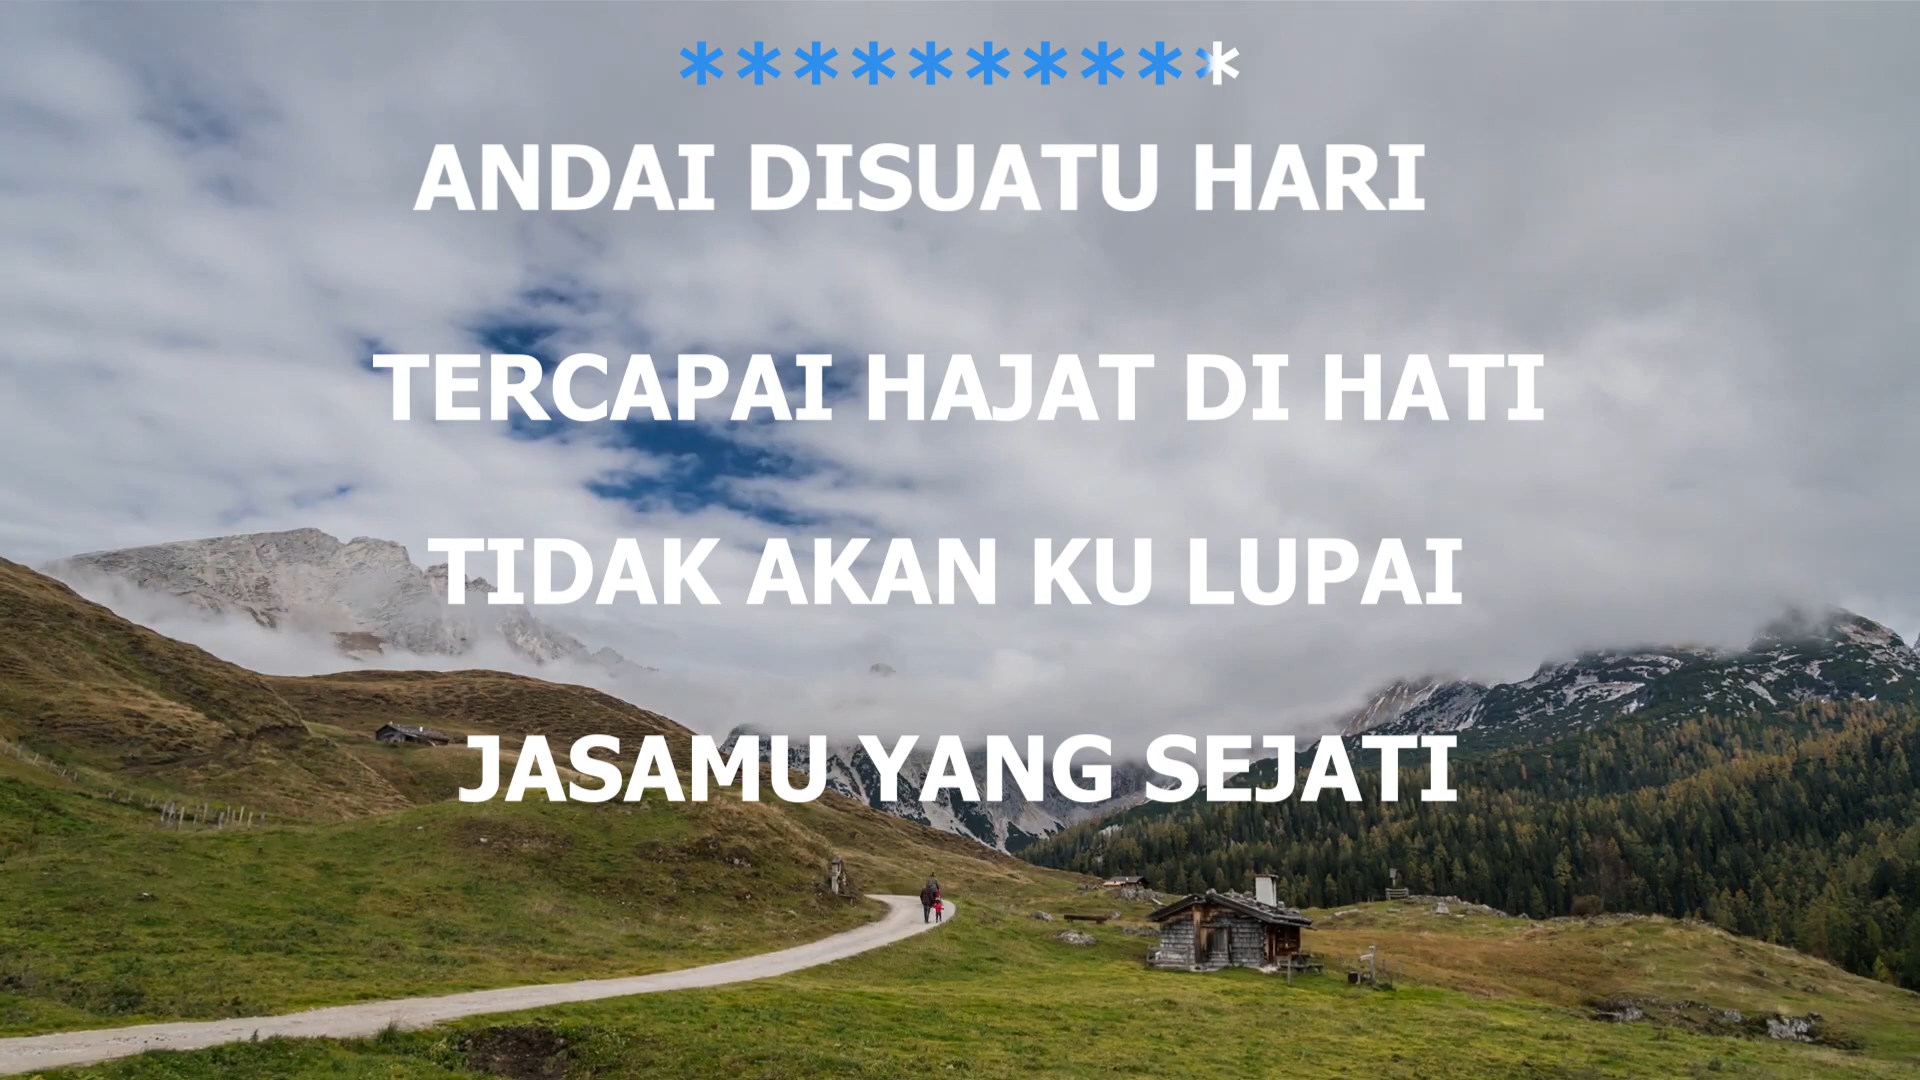 **********
ANDAI DISUATU HARI
TERCAPAI HAJAT DI HATI
TIDAK AKAN KU LUPAI
JASAMU YANG SEJATI